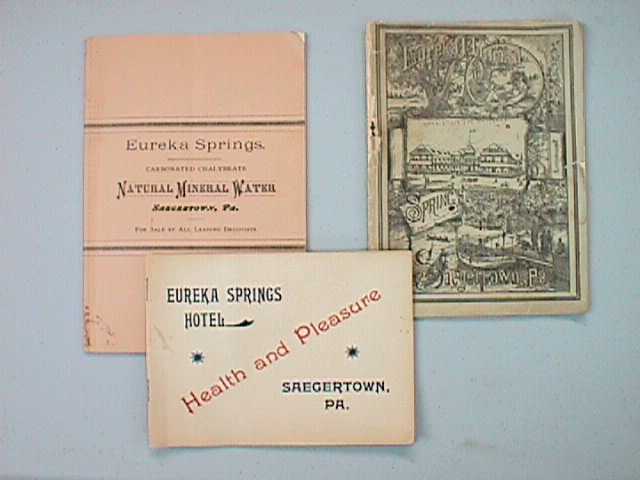 Eureka Springs.
CARBONATED CHALYBEATE
NATURAL MINERAL WATER
SAEGERTOWN, PA.
FOR SALE BY ALL LEADING DRUGGISTS.
SPRING
Saegertown, Pa.
EUREKA SPRINGS
HOTEL
Health and Pleasure
SAEGERTOWN,
PA.